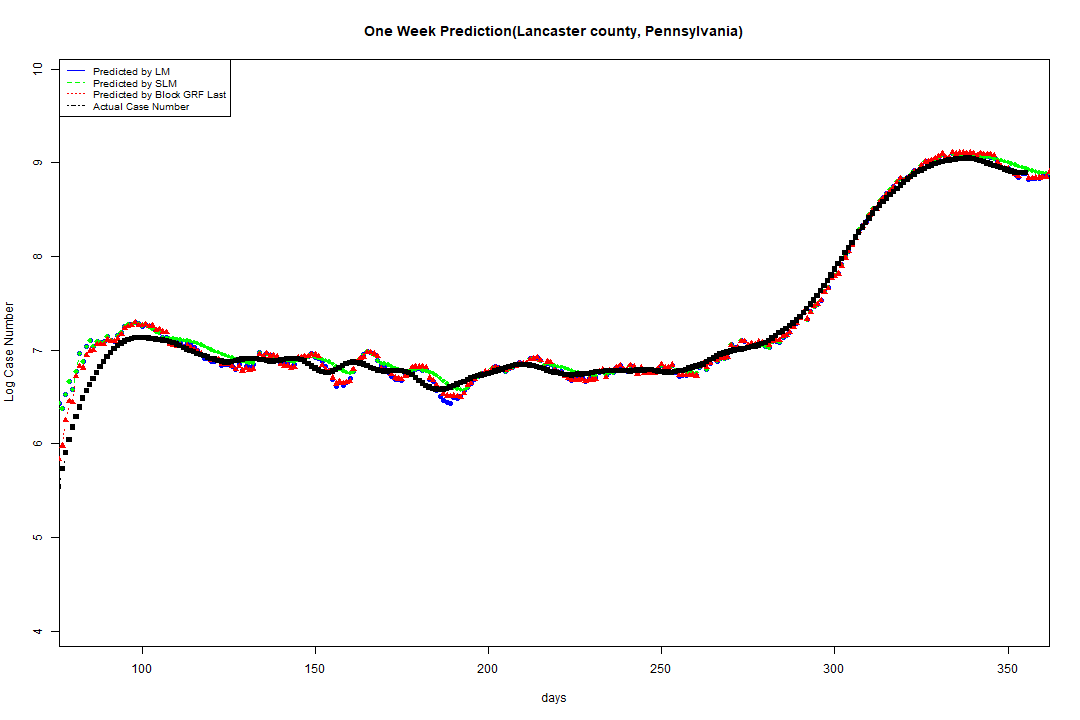 One Week Prediction(Lancaster county, Pennsylvania)
Predicted by LM
Predicted by SLM
Predicted by Block GRF Last
Actual Case Number
Log Case Number
10
9
8
7
6
5
4
100 150 200 250 300 350
days